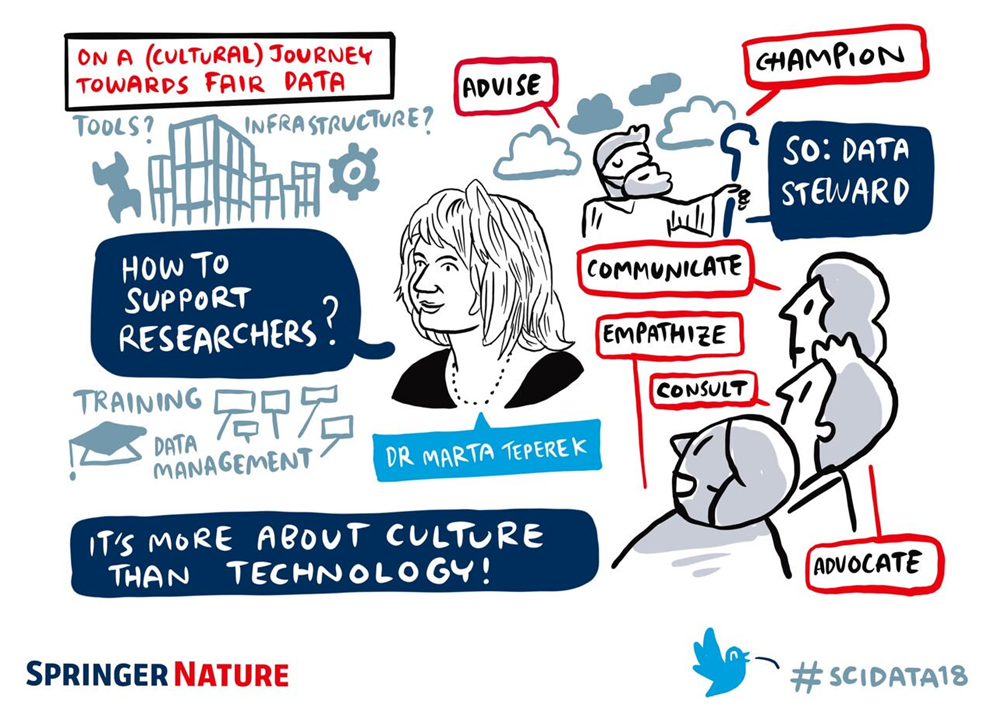 ON A (CULTURAL) JOURNEY
TOWARDS FAIR DATA
TOOLS?
INFRASTRUCTURE?
HOW TO
SUPPORT
RESEARCHERS?
TRAINING
DATA
MANAGEMENT
DR MARTA TEPEREK
IT'S MORE ABOUT CULTURE
THAN TECHNOLOGY!
ADVISE
CHAMPION
SO: DATA
STEWARD
COMMUNICATE
EMPATHIZE
CONSULT
ADVOCATE
SPRINGER NATURE
#SCIDATA18